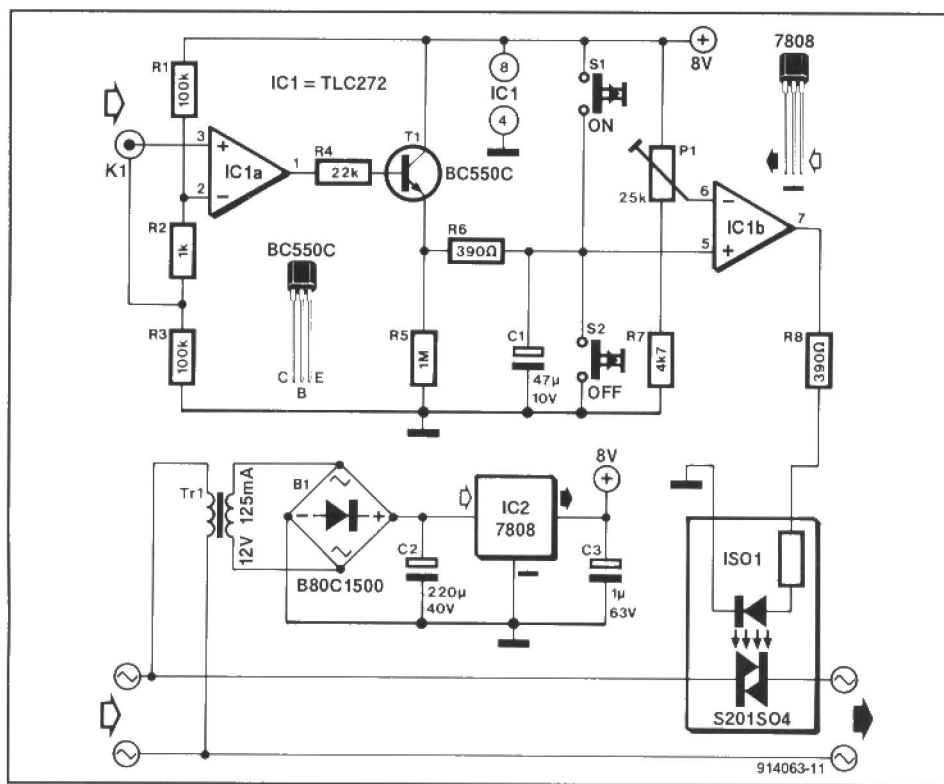 R1
100k
IC1 = TLC272
8
IC1
4
S1
ON
+
8V
7808
K1
3
+
2
-
IC1a
1
R4
22k
T1
BC550C
P1
25k
6
-
5
+
IC1b
7
R2
1k
BC550C
C
B
E
R6
390Ω
R3
100k
R5
1M
C1
47µ
10V
S2
OFF
R7
4k7
R8
390Ω
Tr1
12V 125mA
B1
~
-
+
~
B80C1500
C2
220µ
40V
IC2
7808
8V
+
C3
1µ
63V
ISO1
S201SO4
~
~
~
~
914063-11